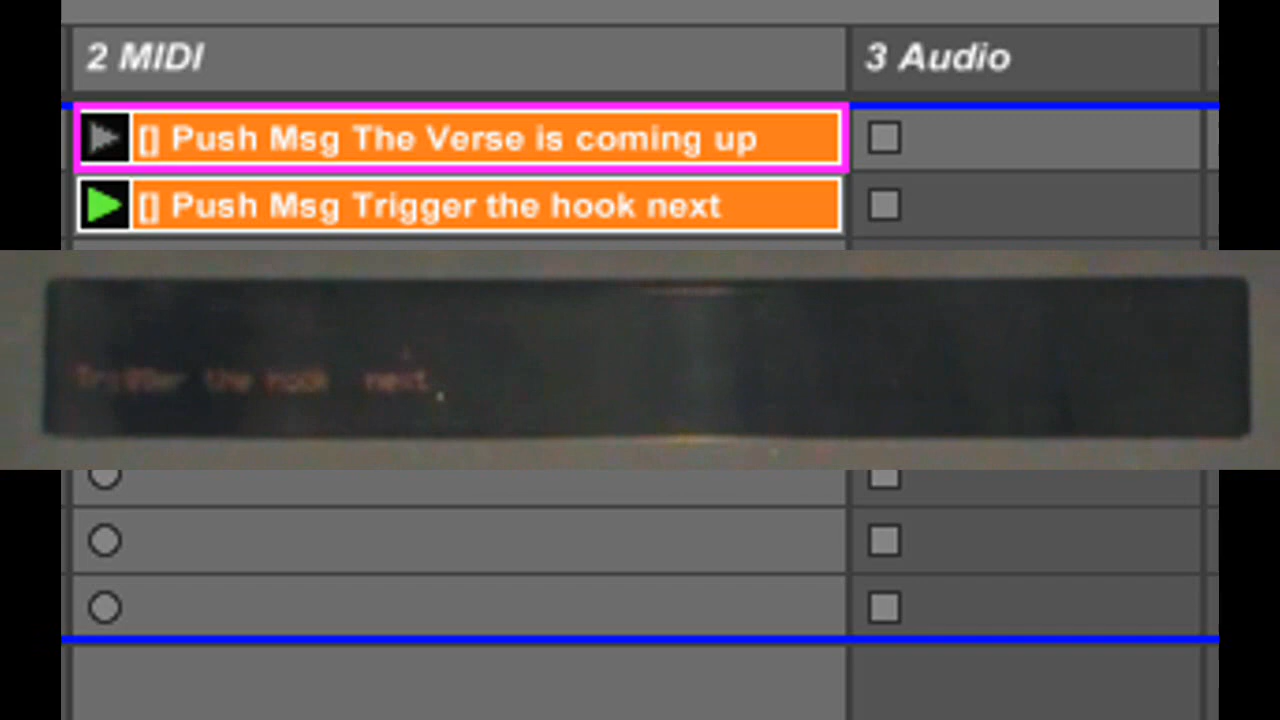 2 MIDI
3 Audio
[] Push Msg The Verse is coming up
[] Push Msg Trigger the hook next
Trigger the hook next